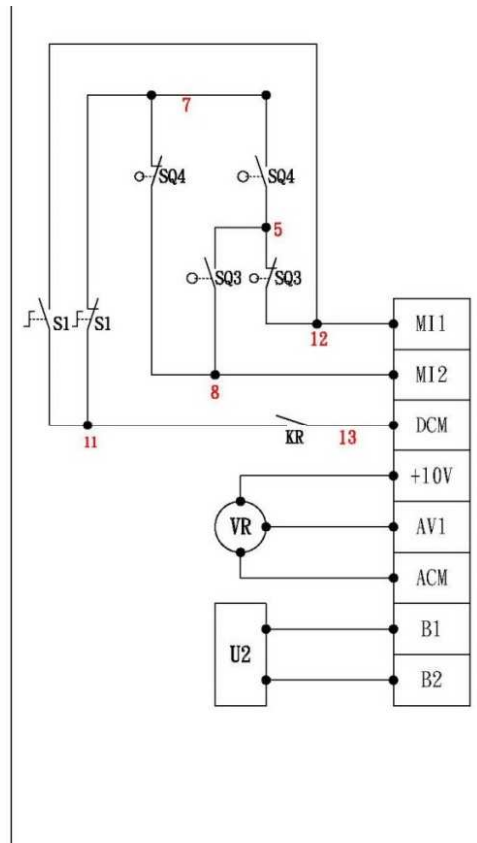 7
SQ4
SQ4
5
SQ3
SQ3
S1
S1
12
MI1
8
MI2
11
KR
13
DCM
+10V
VR
AV1
ACM
U2
B1
B2